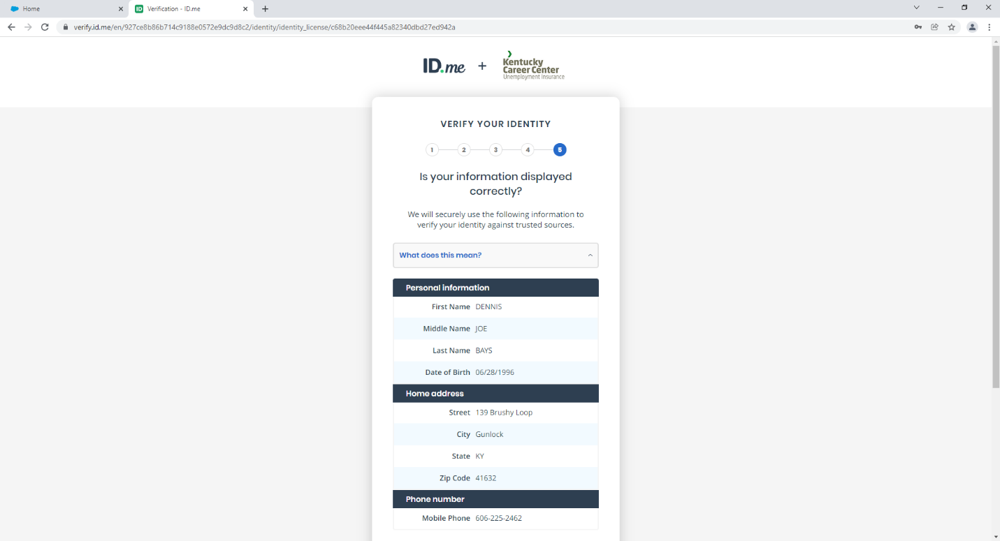 Home
Verification - ID.me
verify.id.me/en/927ce8b86b714c9188e0572e9dc9d8c2/identity/identity_license/c68b20eee44f445a82340dbd27ed942a
ID.me + Kentucky Career Center Unemployment Insurance
VERIFY YOUR IDENTITY
1 2 3 4 5
Is your information displayed
correctly?
We will securely use the following information to
verify your identity against trusted sources.
What does this mean?
Personal information
First Name DENNIS
Middle Name JOE
Last Name BAYS
Date of Birth 06/28/1996
Home address
Street 139 Brushy Loop
City Gunlock
State KY
Zip Code 41632
Phone number
Mobile Phone 606-225-2462